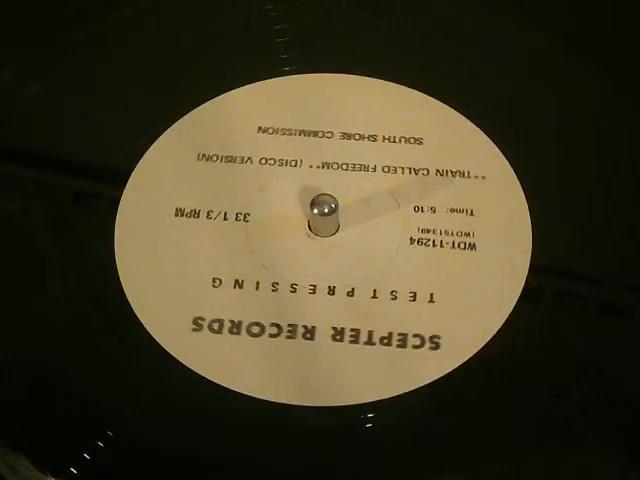 SCEPTER RECORDS
TEST PRESSING
WDT-11294
(WDT51349)
Time: 5:10
33 1/3 RPM
**TRAIN CALLED FREEDOM** (DISCO VERSION)
SOUTH SHORE COMMISSION